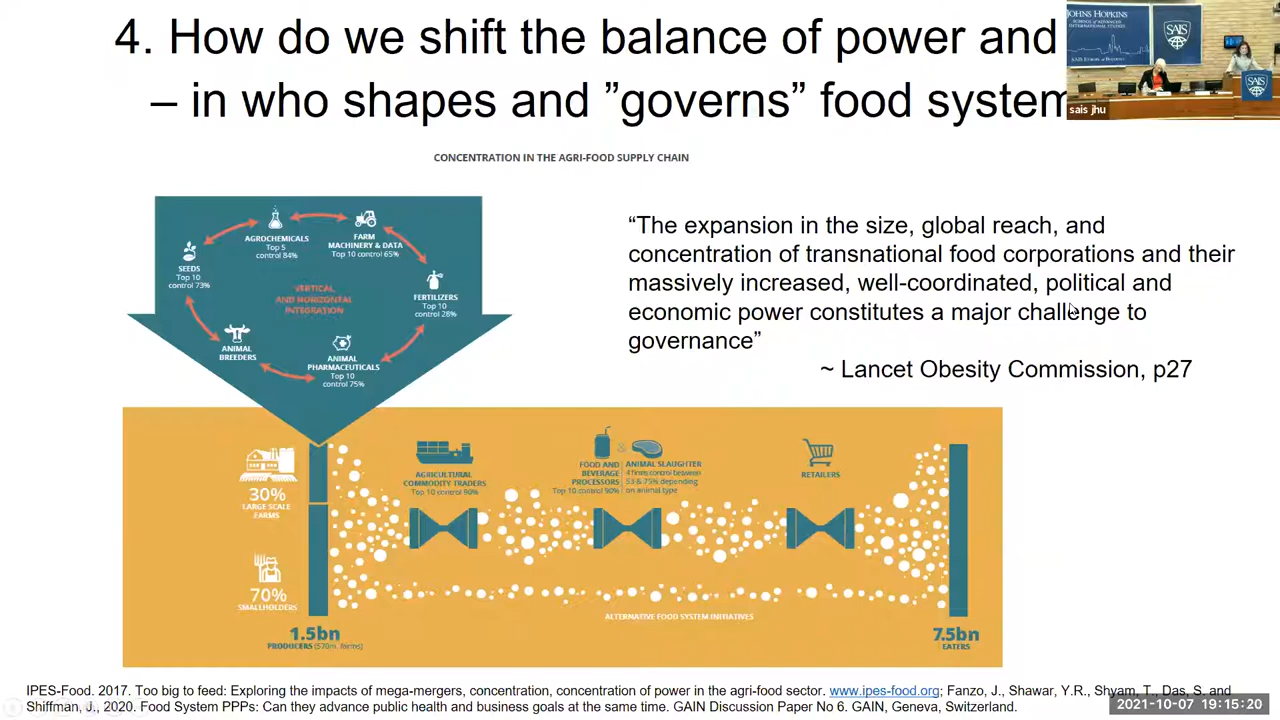 4. How do we shift the balance of power and
– in who shapes and ”governs” food system
JOHNS HOPKINS
SAIS
SAIS
sais jhu
CONCENTRATION IN THE AGRI-FOOD SUPPLY CHAIN
AGROCHEMICALS
Top 5
control 84%
FARM
MACHINERY & DATA
Top 10 control 65%
SEEDS
Top 10
control 73%
VERTICAL
AND HORIZONTAL
INTEGRATION
FERTILIZERS
Top 10
control 28%
ANIMAL
BREEDERS
ANIMAL
PHARMACEUTICALS
Top 10
control 75%
“The expansion in the size, global reach, and
concentration of transnational food corporations and their
massively increased, well-coordinated, political and
economic power constitutes a major challenge to
governance”
~ Lancet Obesity Commission, p27
30%
LARGE SCALE
FARMS
AGRICULTURAL
COMMODITY TRADERS
Top 10 control 90%
FOOD AND
BEVERAGE
PROCESSORS
Top 10 control 90%
&
ANIMAL SLAUGHTER
4 firms control between
53 & 75% depending
on animal type
RETAILERS
70%
SMALLHOLDERS
ALTERNATIVE FOOD SYSTEM INITIATIVES
1.5bn
PRODUCERS (570m. farms)
7.5bn
EATERS
IPES-Food. 2017. Too big to feed: Exploring the impacts of mega-mergers, concentration, concentration of power in the agri-food sector. www.ipes-food.org; Fanzo, J., Shawar, Y.R., Shyam, T., Das, S. and
Shiffman, J., 2020. Food System PPPs: Can they advance public health and business goals at the same time. GAIN Discussion Paper No 6. GAIN, Geneva, Switzerland.
2021-10-07 19:15:20